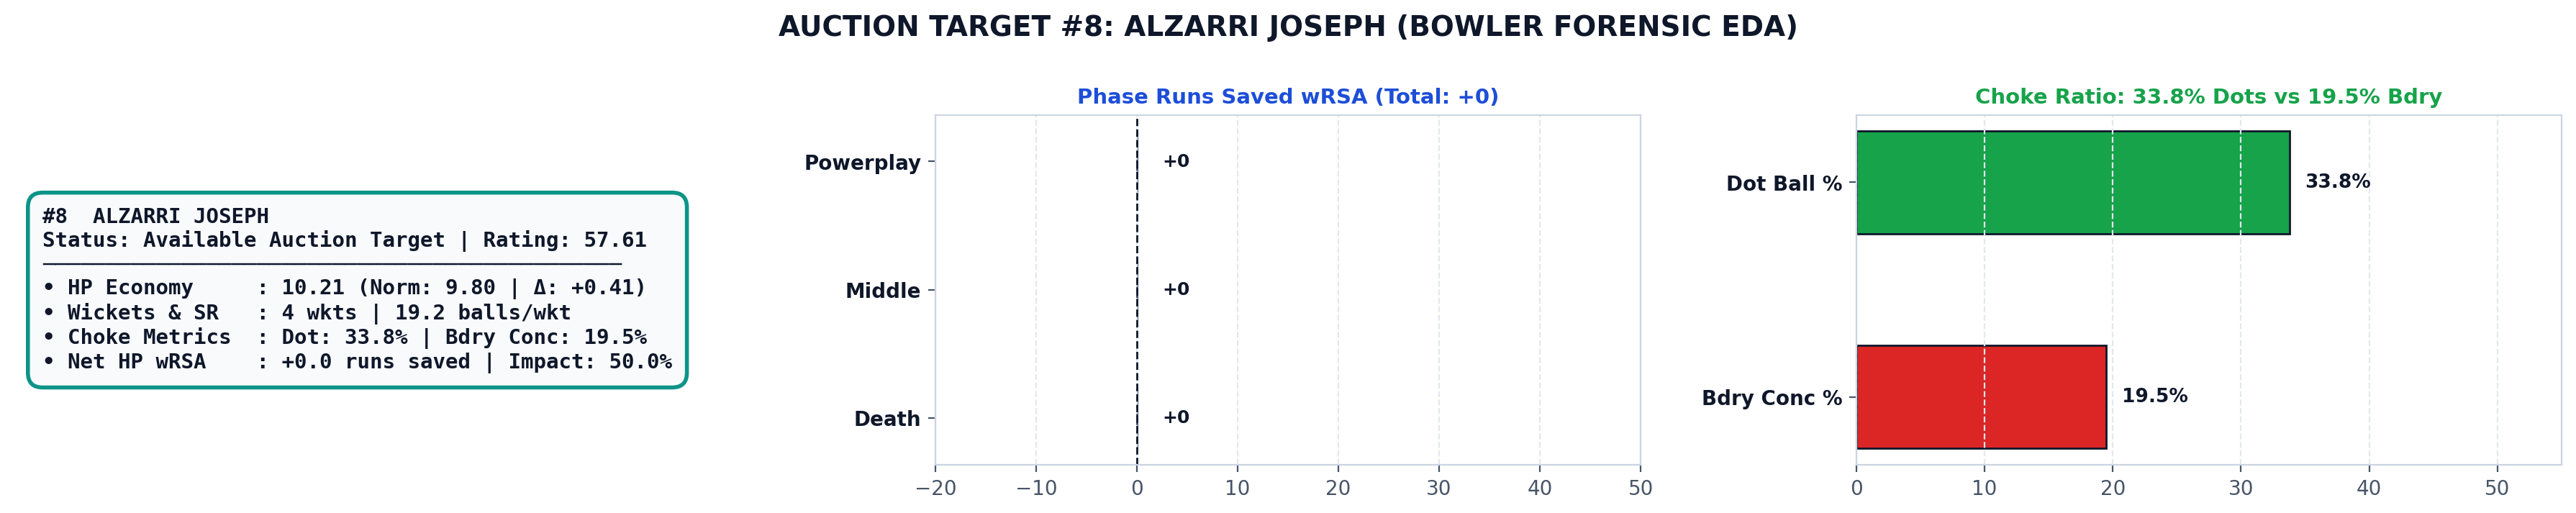 AUCTION TARGET #8: ALZARRI JOSEPH (BOWLER FORENSIC EDA)
#8  ALZARRI JOSEPH
Status: Available Auction Target | Rating: 57.61
• HP Economy     : 10.21 (Norm: 9.80 | Δ: +0.41)
• Wickets & SR   : 4 wkts | 19.2 balls/wkt
• Choke Metrics  : Dot: 33.8% | Bdry Conc: 19.5%
• Net HP wRSA    : +0.0 runs saved | Impact: 50.0%
Phase Runs Saved wRSA (Total: +0)
Powerplay +0
Middle +0
Death +0
−20 −10 0 10 20 30 40 50
Choke Ratio: 33.8% Dots vs 19.5% Bdry
Dot Ball % 33.8%
Bdry Conc % 19.5%
0 10 20 30 40 50